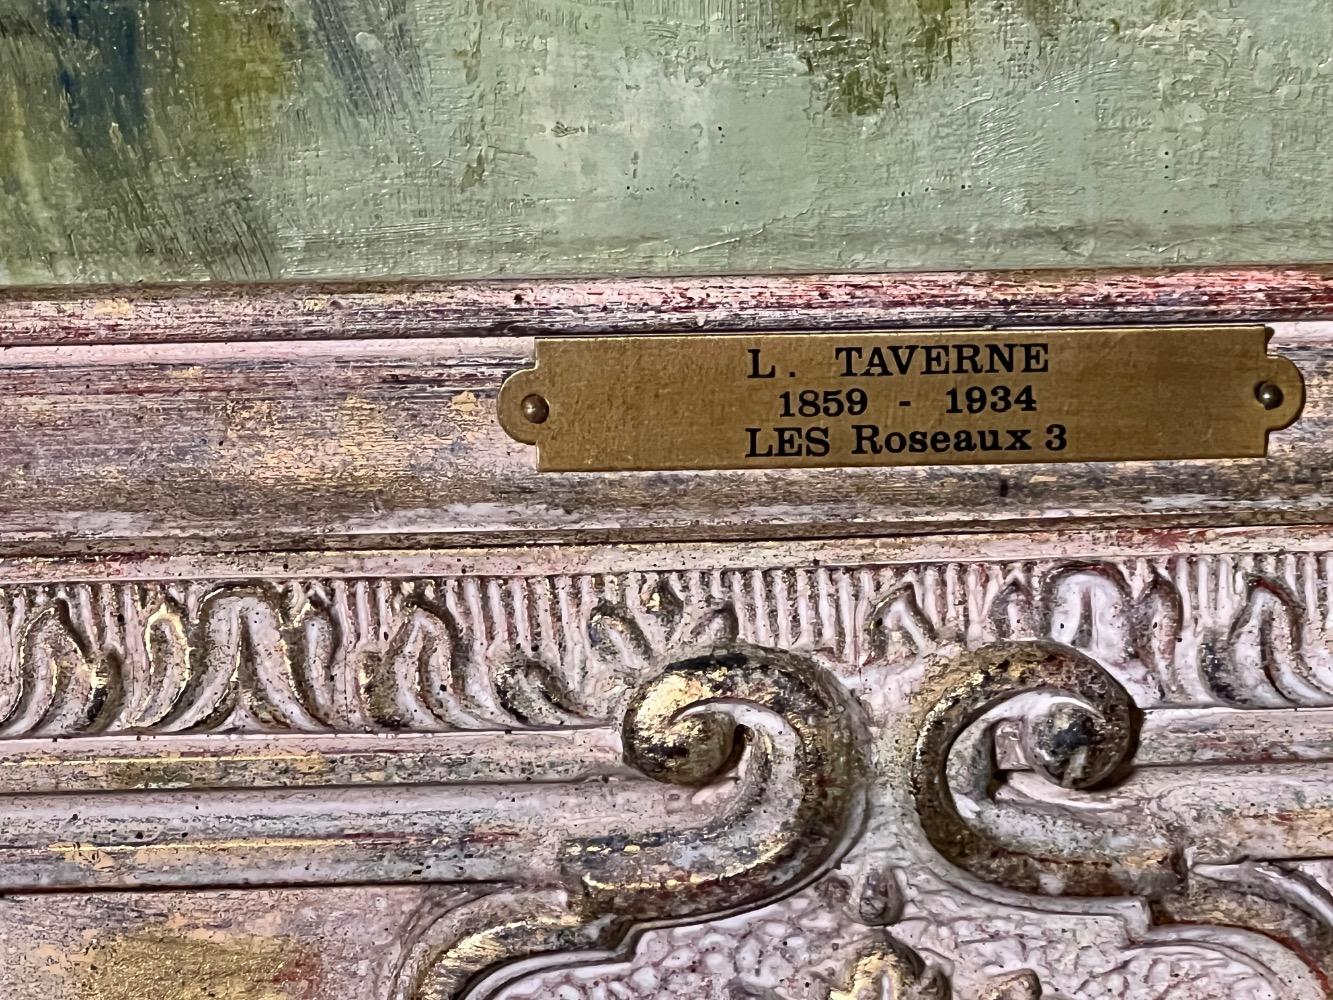 L. TAVERNE
1859 - 1934
LES Roseaux 3